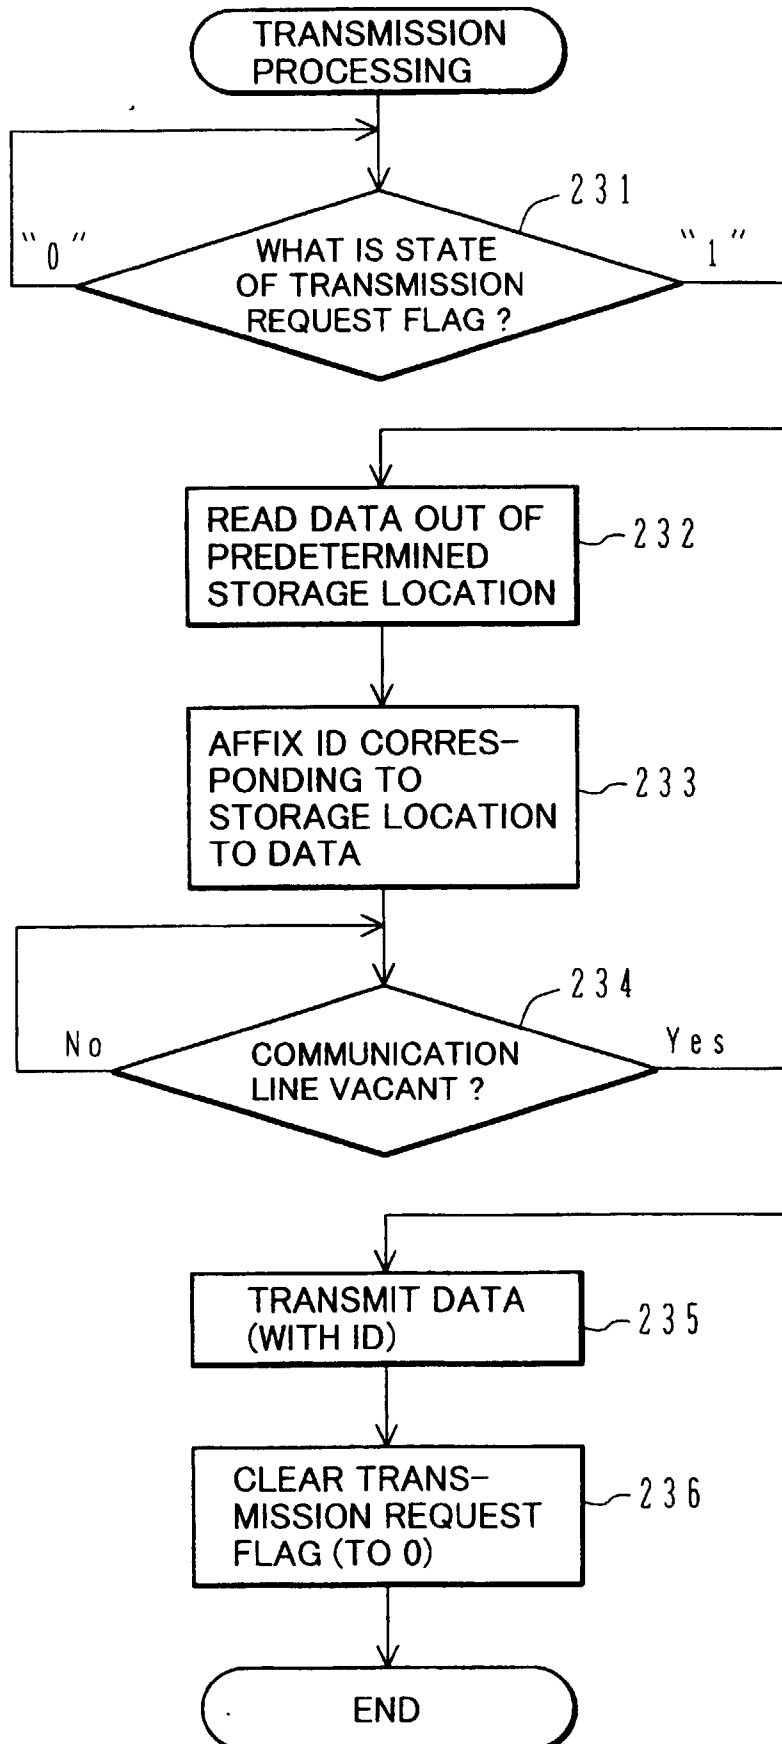 TRANSMISSION
PROCESSING
231
"0"
"1"
WHAT IS STATE
OF TRANSMISSION
REQUEST FLAG ?
READ DATA OUT OF
PREDETERMINED
STORAGE LOCATION
232
AFFIX ID CORRES-
PONDING TO
STORAGE LOCATION
TO DATA
233
234
No
Yes
COMMUNICATION
LINE VACANT ?
TRANSMIT DATA
(WITH ID)
235
CLEAR TRANS-
MISSION REQUEST
FLAG (TO 0)
236
END